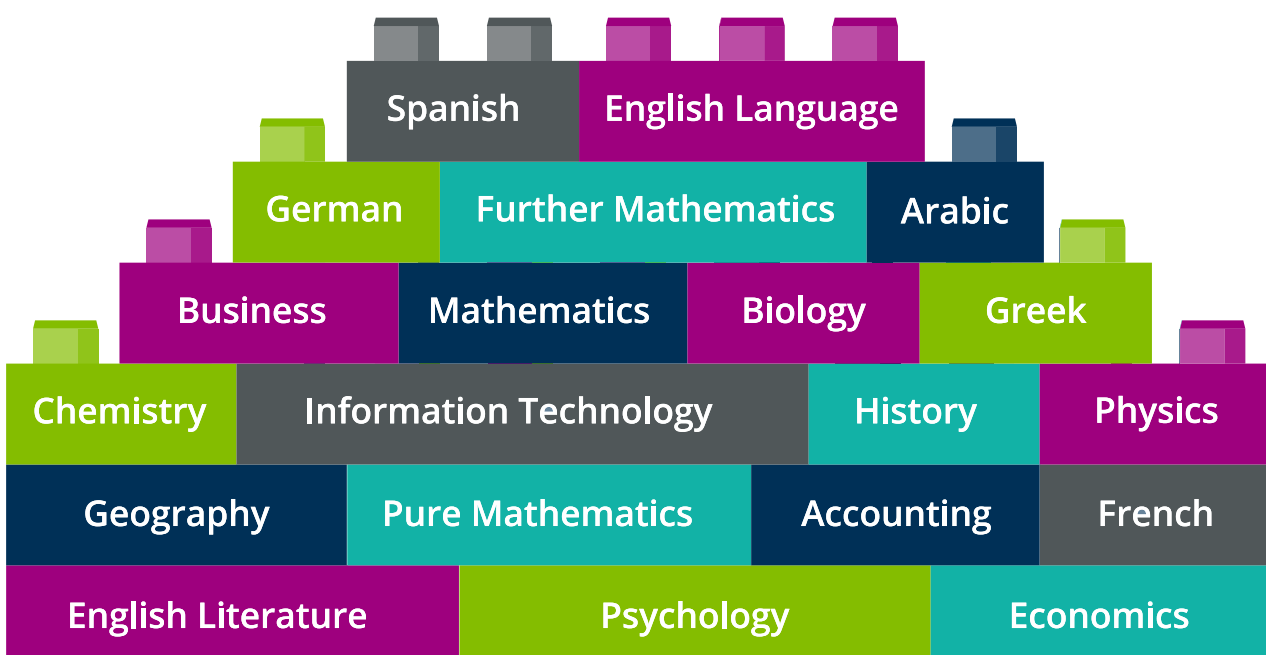 Spanish English Language
German Further Mathematics Arabic
Business Mathematics Biology Greek
Chemistry Information Technology History Physics
Geography Pure Mathematics Accounting French
English Literature Psychology Economics